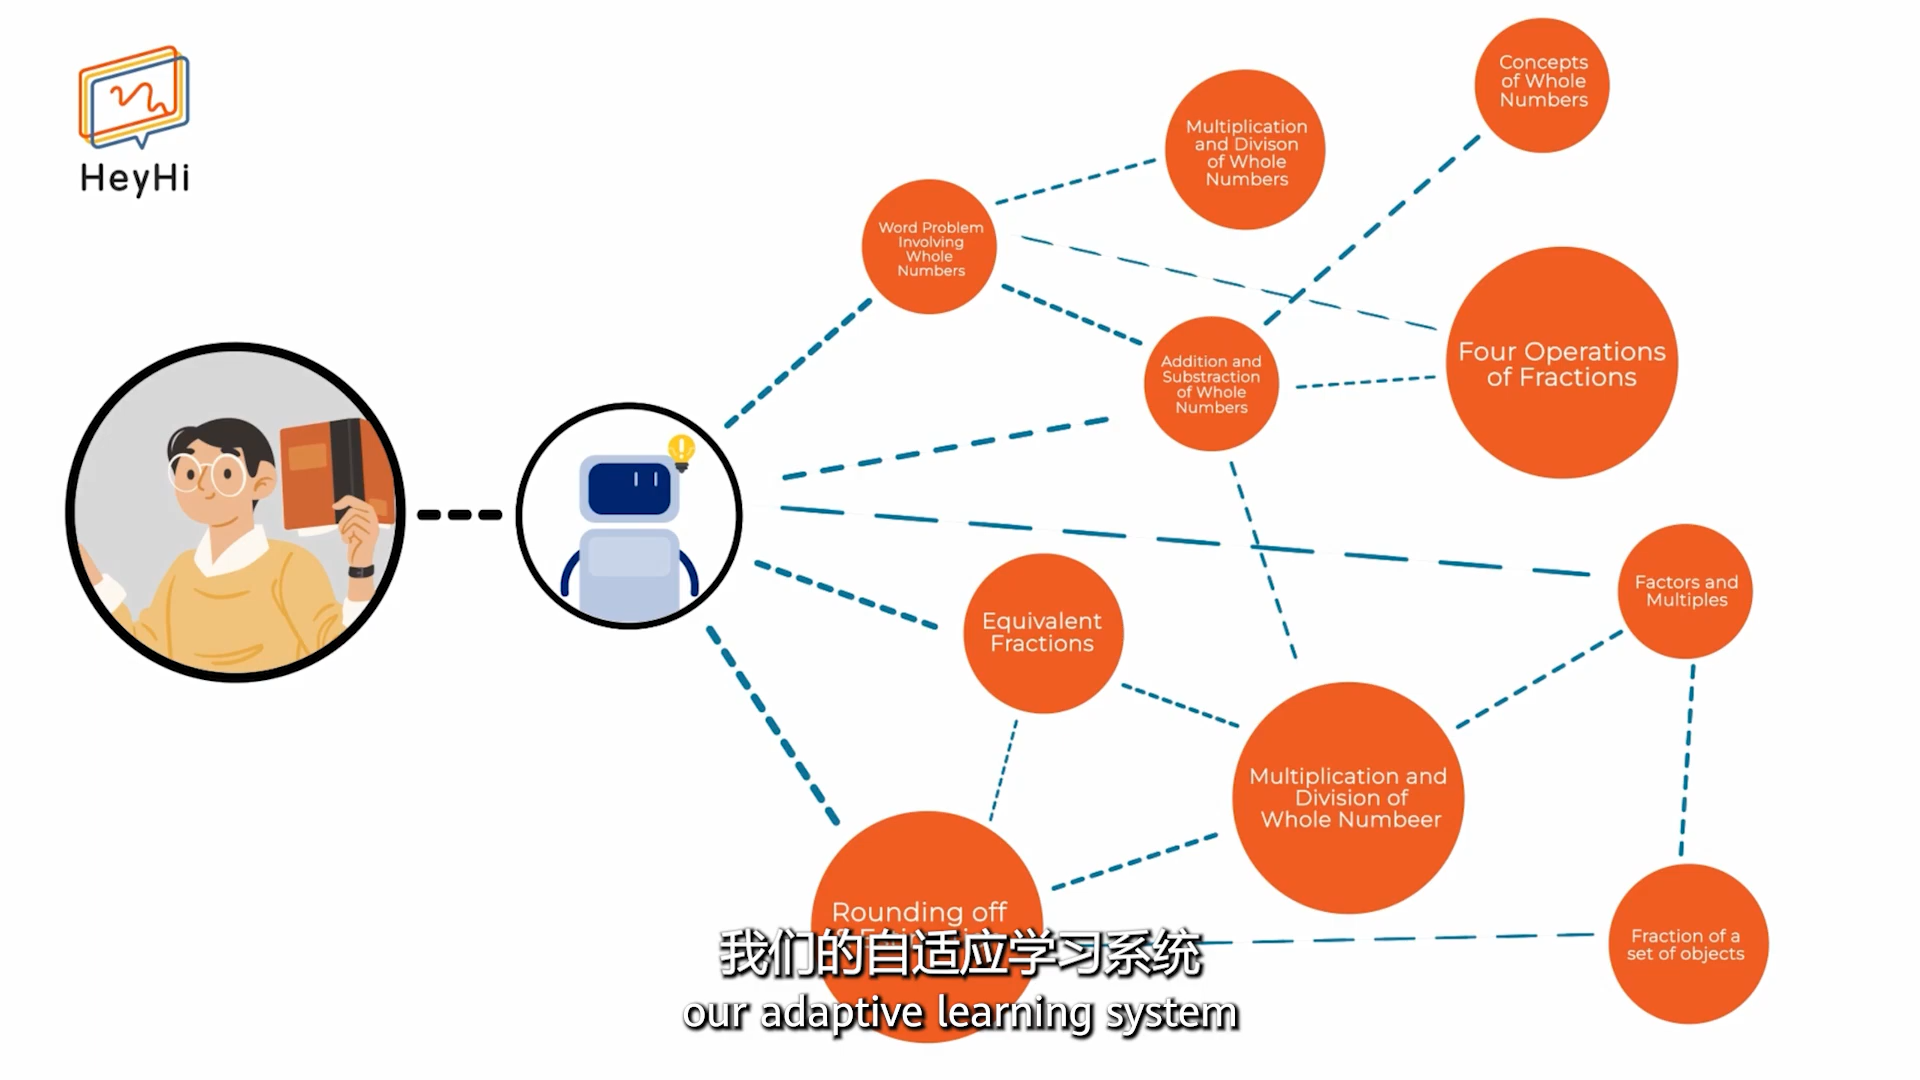 HeyHi
Concepts
of Whole
Numbers
Multiplication
and Divison
of Whole
Numbers
Word Problem
Involving
Whole
Numbers
Four Operations
of Fractions
Addition and
Substraction
of Whole
Numbers
Factors and
Multiples
Equivalent
Fractions
Multiplication and
Division of
Whole Numbeer
Rounding off
Fraction of a
set of objects
我们的自适应学习系统
our adaptive learning system